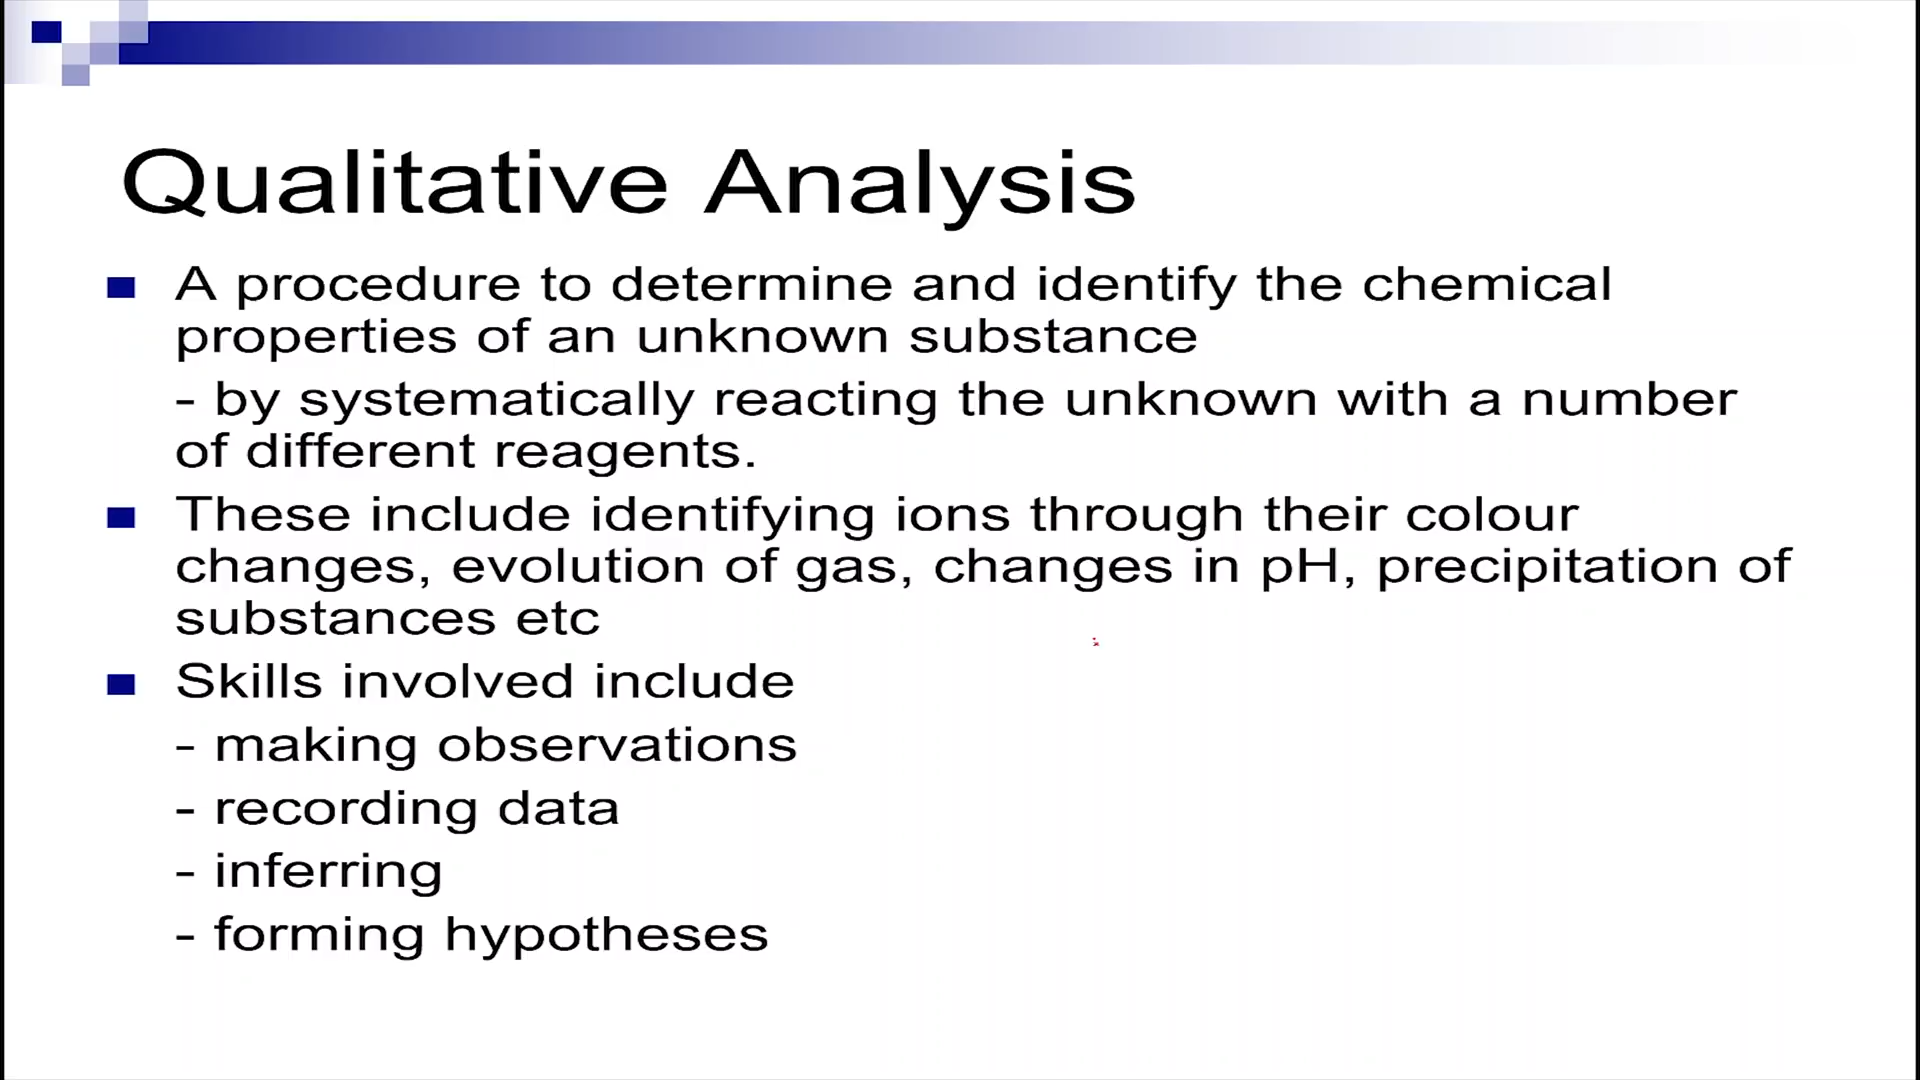 Qualitative Analysis
A procedure to determine and identify the chemical
properties of an unknown substance
- by systematically reacting the unknown with a number
of different reagents.
These include identifying ions through their colour
changes, evolution of gas, changes in pH, precipitation of
substances etc
Skills involved include
- making observations
- recording data
- inferring
- forming hypotheses